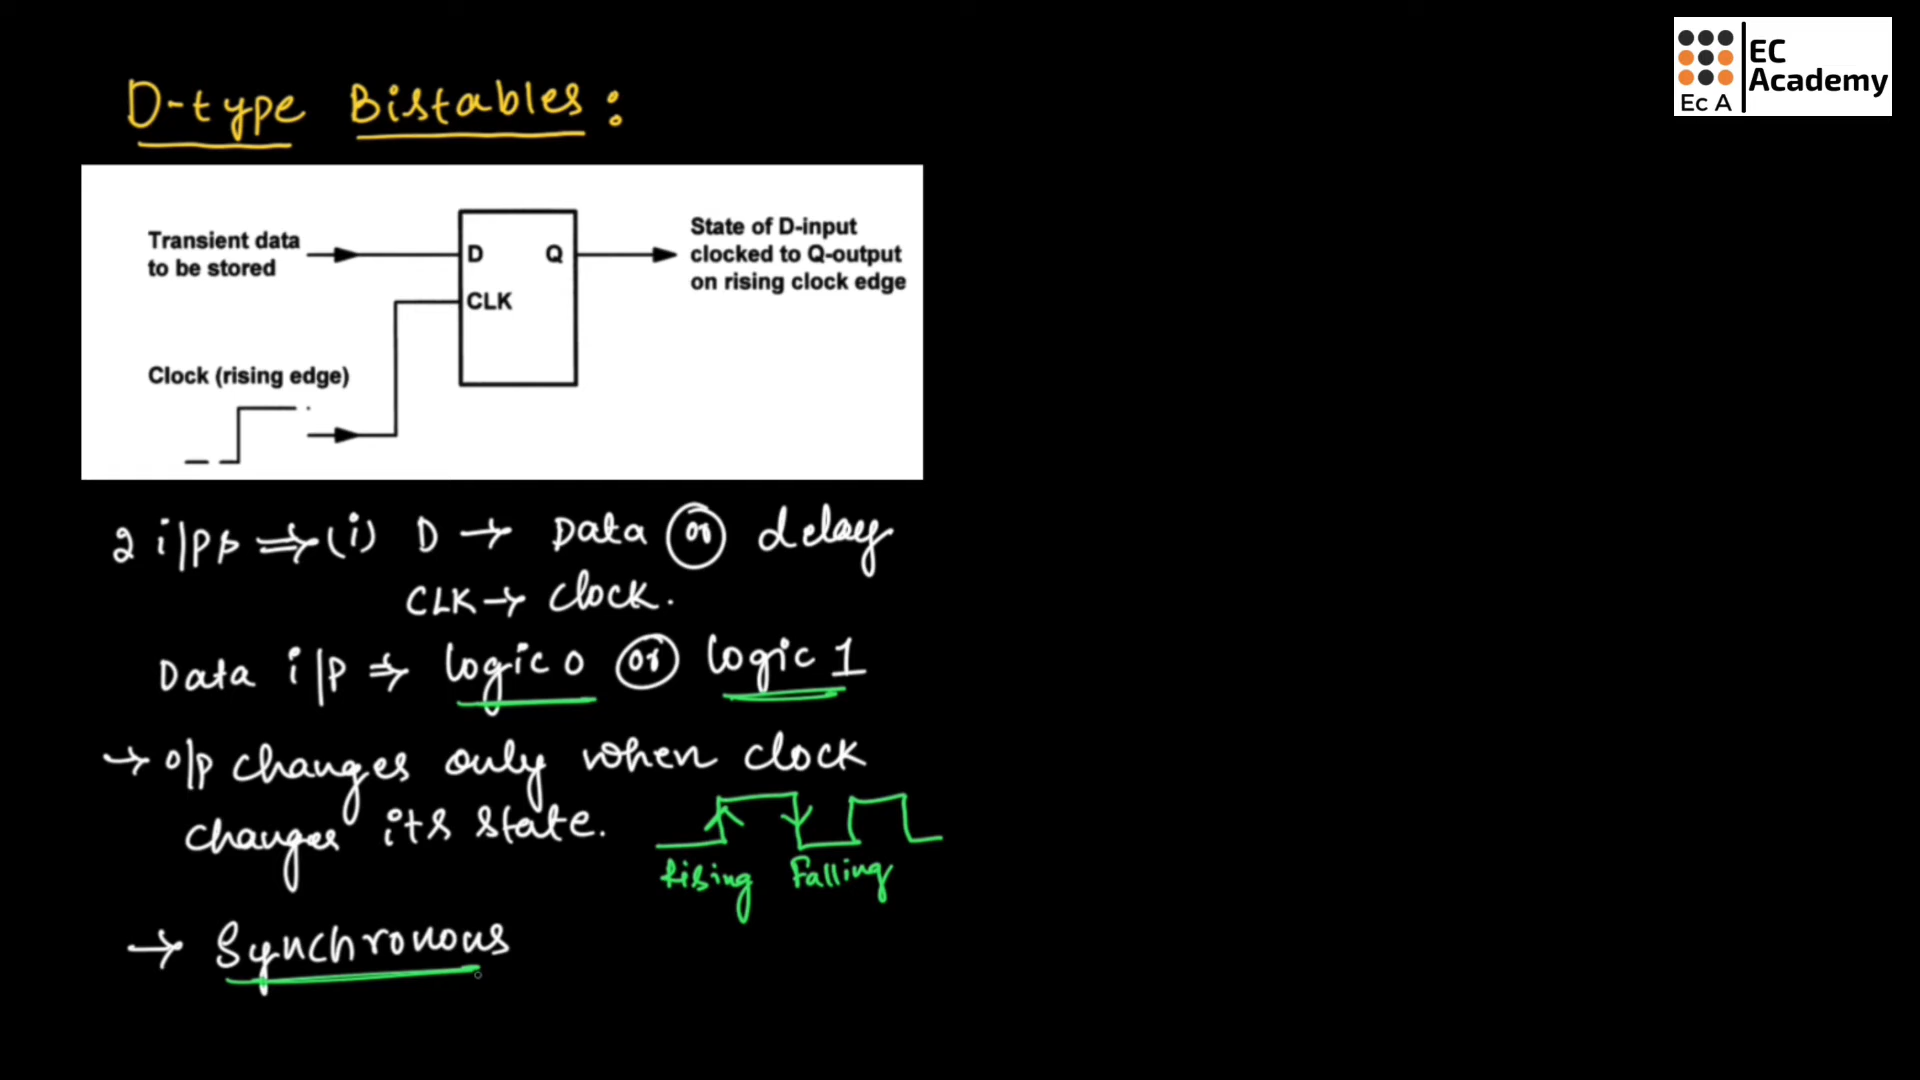 D-type Bistables :
EC
Academy
Ec A
Transient data
to be stored
D
Q
CLK
State of D-input
clocked to Q-output
on rising clock edge
Clock (rising edge)
2 i|ps ⇒ (i) D → Data or delay
CLK → Clock.
Data i|p ⇒ logic 0 or logic 1
→ o|p changes only when clock
changes its state.
Rising Falling
→ Synchronous